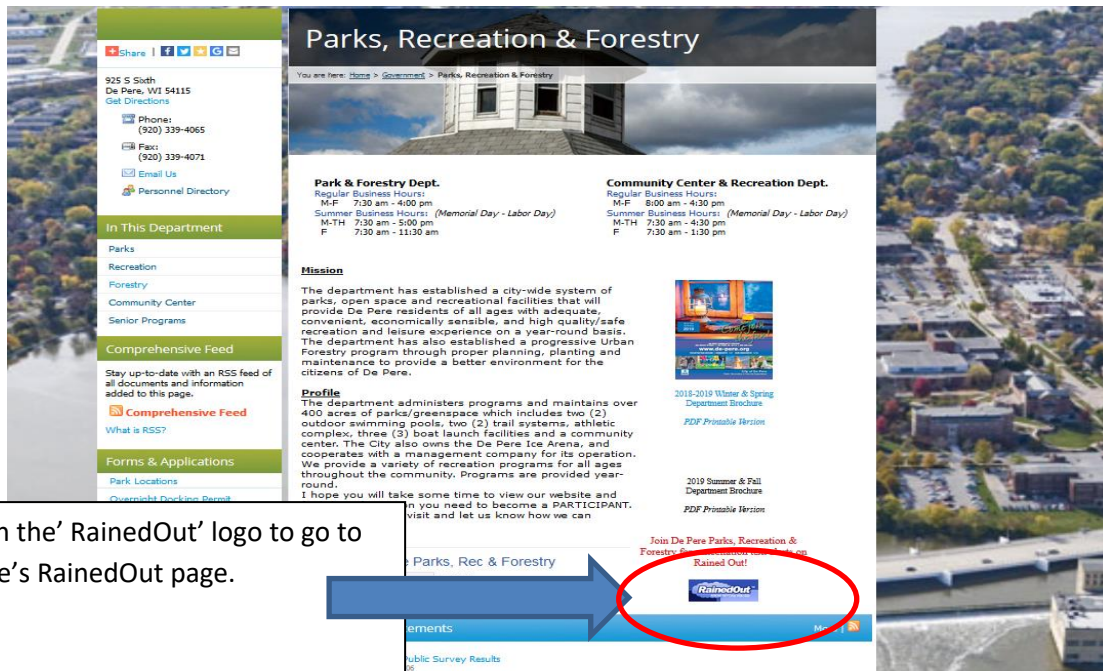 Parks, Recreation & Forestry
You are here: Home > Government > Parks, Recreation & Forestry
Share |
925 S Sixth
De Pere, WI 54115
Get Directions
Phone:
(920) 339-4065
Fax:
(920) 339-4071
Email Us
Personnel Directory
In This Department
Parks
Recreation
Forestry
Community Center
Senior Programs
Comprehensive Feed
Stay up-to-date with an RSS feed of
all documents and information
added to this page.
Comprehensive Feed
What is RSS?
Forms & Applications
Park Locations
Overnight Docking Permit
Park & Forestry Dept.
Regular Business Hours:
M-F 7:30 am - 4:00 pm
Summer Business Hours: (Memorial Day - Labor Day)
M-TH 7:30 am - 5:00 pm
F 7:30 am - 11:30 am
Community Center & Recreation Dept.
Regular Business Hours:
M-F 8:00 am - 4:30 pm
Summer Business Hours: (Memorial Day - Labor Day)
M-TH 7:30 am - 4:30 pm
F 7:30 am - 1:30 pm
Mission
The department has established a city-wide system of
parks, open space and recreational facilities that will
provide De Pere residents of all ages with adequate,
convenient, economically sensible, and high quality/safe
recreation and leisure experience on a year-round basis.
The department has also established a progressive Urban
Forestry program through proper planning, planting and
maintenance to provide a better environment for the
citizens of De Pere.
Profile
The department administers programs and maintains over
400 acres of parks/greenspace which includes two (2)
outdoor swimming pools, two (2) trail systems, athletic
complex, three (3) boat launch facilities and a community
center. The City also owns the De Pere Ice Arena, and
cooperates with a management company for its operation.
We provide a variety of recreation programs for all ages
throughout the community. Programs are provided year-
round.
I hope you will take some time to view our website and
you need to become a PARTICIPANT.
visit and let us know how we can
Parks, Rec & Forestry
www.de-pere.org
2018-2019 Winter & Spring
Department Brochure
PDF Printable Version
2019 Summer & Fall
Department Brochure
PDF Printable Version
Join De Pere Parks, Recreation &
Forestry on
Rained Out!
RainedOut
the' RainedOut' logo to go to
RainedOut page.
Public Survey Results